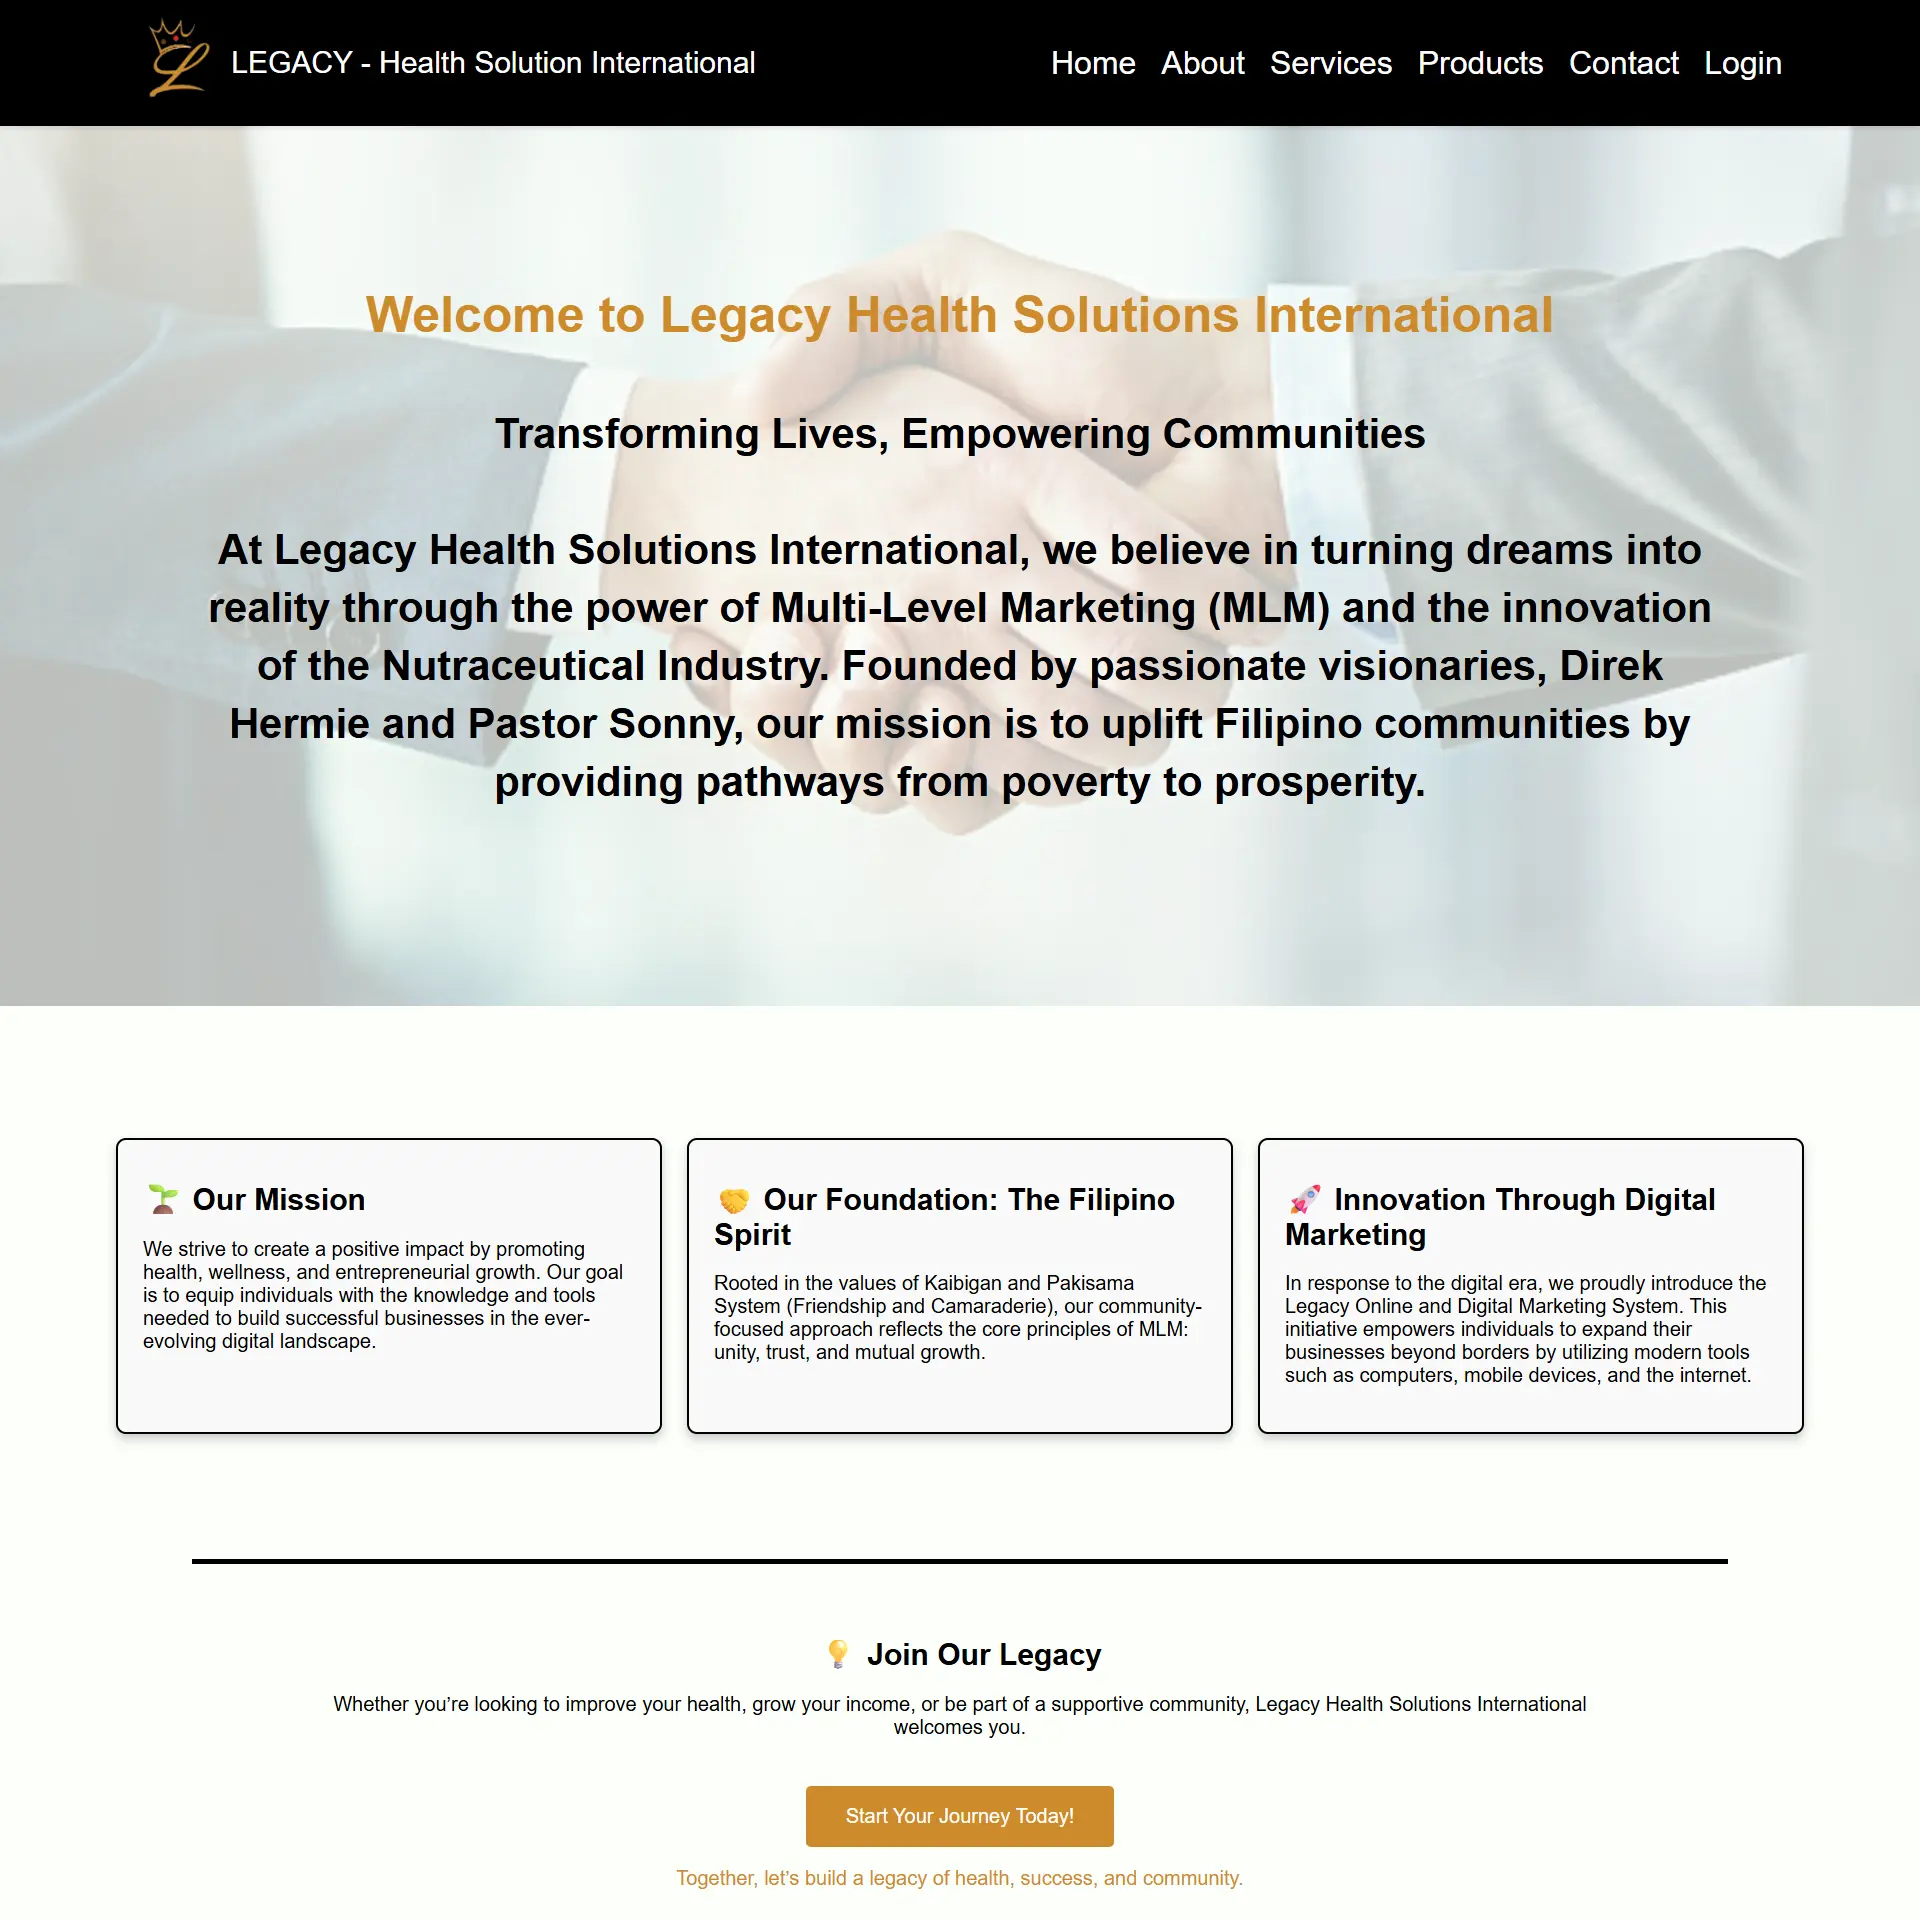 LEGACY - Health Solution International
Home About Services Products Contact Login
Welcome to Legacy Health Solutions International
Transforming Lives, Empowering Communities
At Legacy Health Solutions International, we believe in turning dreams into
reality through the power of Multi-Level Marketing (MLM) and the innovation
of the Nutraceutical Industry. Founded by passionate visionaries, Direk
Hermie and Pastor Sonny, our mission is to uplift Filipino communities by
providing pathways from poverty to prosperity.
Our Mission
We strive to create a positive impact by promoting
health, wellness, and entrepreneurial growth. Our goal
is to equip individuals with the knowledge and tools
needed to build successful businesses in the ever-
evolving digital landscape.
Our Foundation: The Filipino
Spirit
Rooted in the values of Kaibigan and Pakisama
System (Friendship and Camaraderie), our community-
focused approach reflects the core principles of MLM:
unity, trust, and mutual growth.
Innovation Through Digital
Marketing
In response to the digital era, we proudly introduce the
Legacy Online and Digital Marketing System. This
initiative empowers individuals to expand their
businesses beyond borders by utilizing modern tools
such as computers, mobile devices, and the internet.
Join Our Legacy
Whether you’re looking to improve your health, grow your income, or be part of a supportive community, Legacy Health Solutions International
welcomes you.
Start Your Journey Today!
Together, let’s build a legacy of health, success, and community.